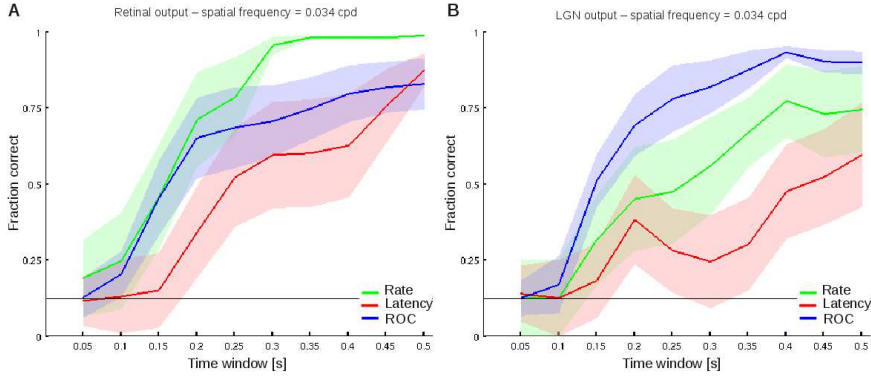 A
Retinal output – spatial frequency = 0.034 cpd
1
0.75
0.5
0.25
0
Fraction correct
Rate
Latency
ROC
0.05 0.1 0.15 0.2 0.25 0.3 0.35 0.4 0.45 0.5
Time window [s]
B
LGN output – spatial frequency = 0.034 cpd
1
0.75
0.5
0.25
0
Fraction correct
Rate
Latency
ROC
0.05 0.1 0.15 0.2 0.25 0.3 0.35 0.4 0.45 0.5
Time window [s]